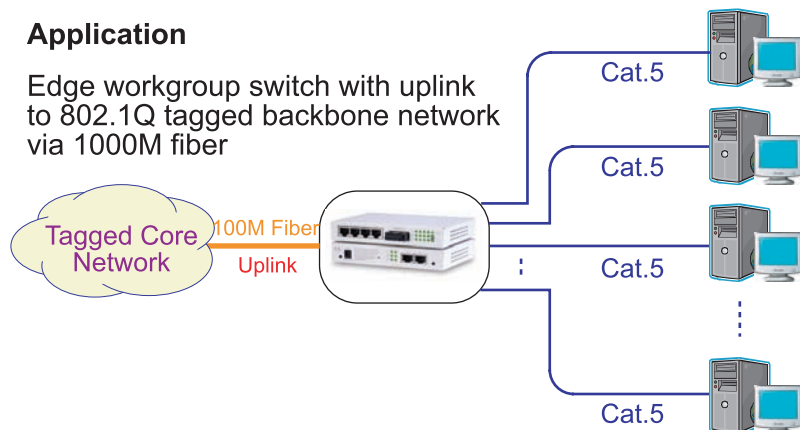 Application
Edge workgroup switch with uplink
to 802.1Q tagged backbone network
via 1000M fiber
Cat.5
Cat.5
Tagged Core
Network
100M Fiber
Uplink
Cat.5
Cat.5